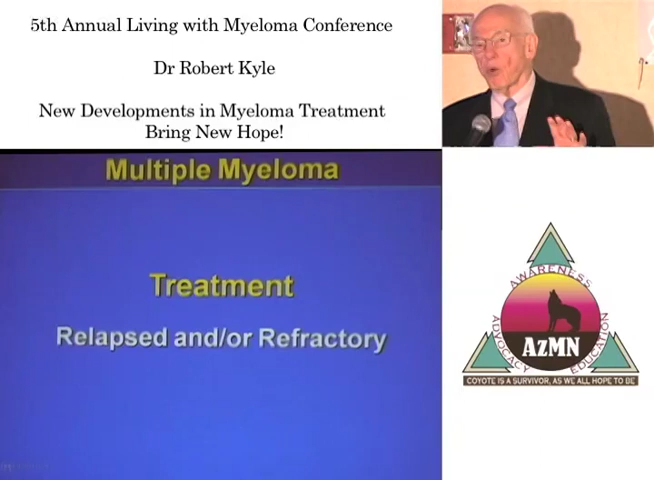 5th Annual Living with Myeloma Conference
Dr Robert Kyle
New Developments in Myeloma Treatment
Bring New Hope!
Multiple Myeloma
Treatment
Relapsed and/or Refractory
AWARENESS
ADVOCACY
EDUCATION
AzMN
COYOTE IS A SURVIVOR, AS WE ALL HOPE TO BE